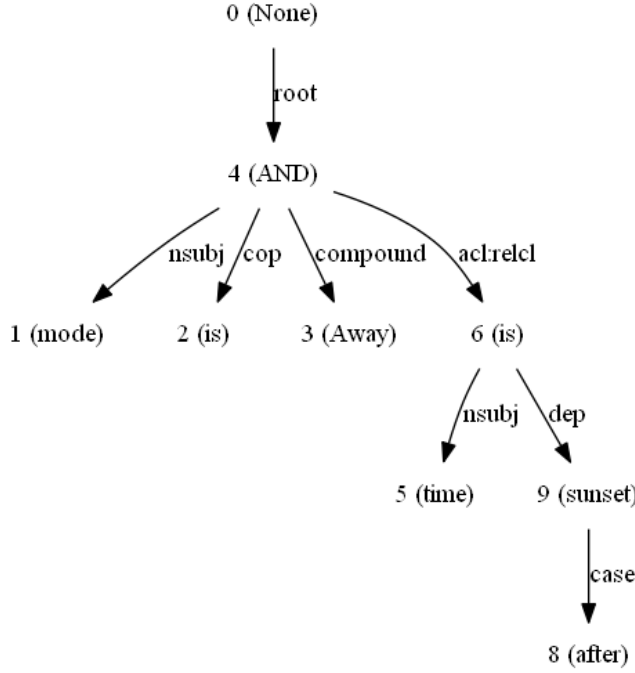 0 (None)
root
4 (AND)
nsubj cop compound acl:relcl
1 (mode) 2 (is) 3 (Away) 6 (is)
nsubj dep
5 (time) 9 (sunset)
case
8 (after)